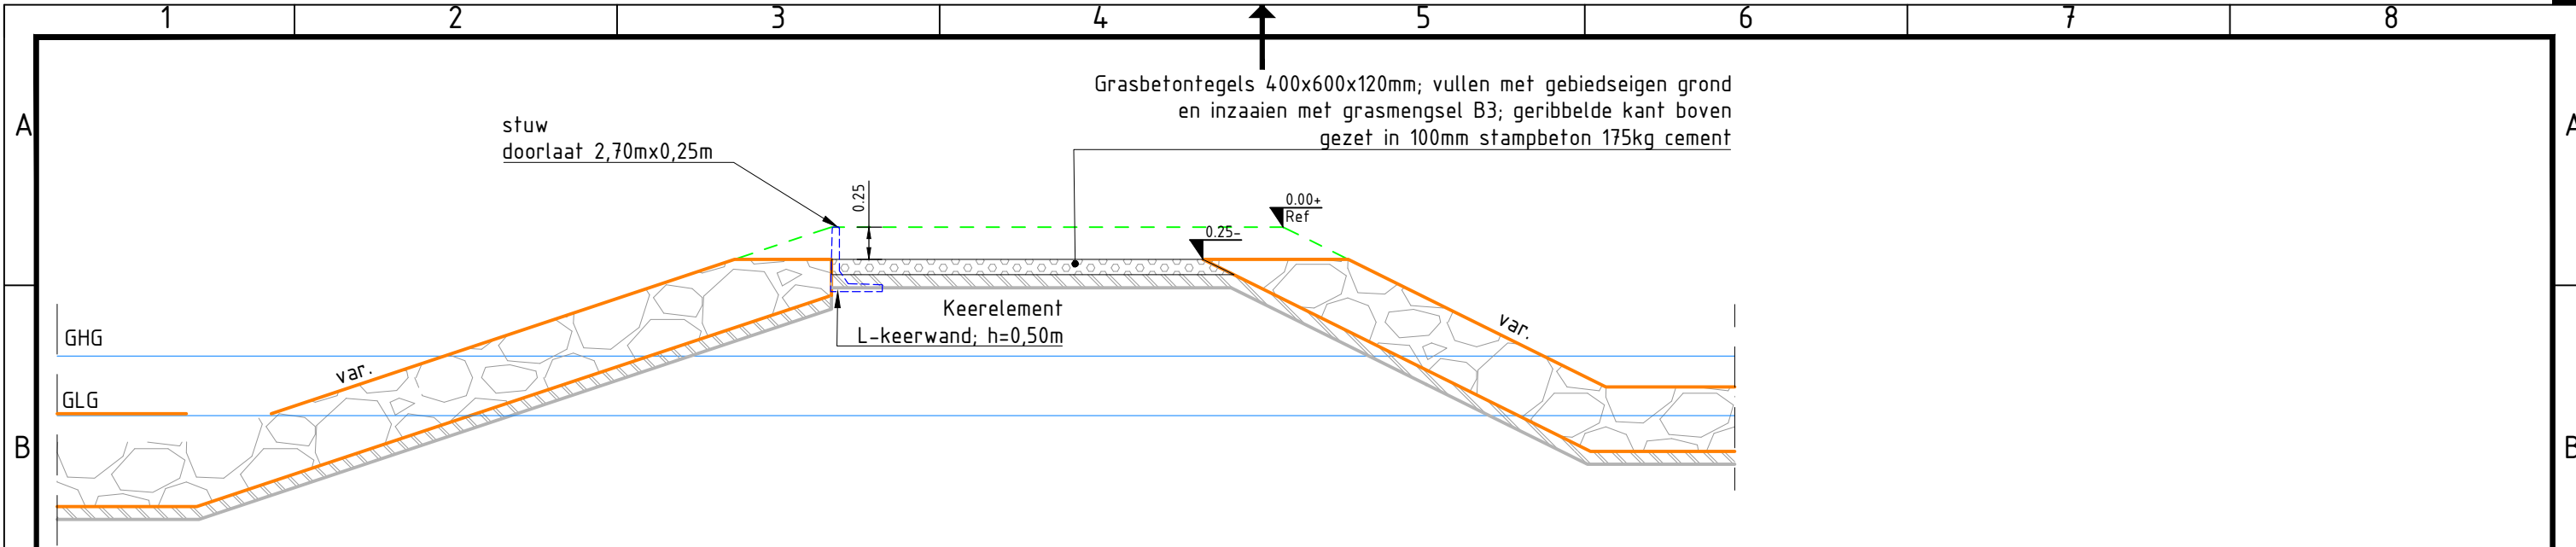 1 2 3 4 5 6 7 8
A
A
Grasbetontegels 400x600x120mm; vullen met gebiedseigen grond
en inzaaien met grasmengsel B3; geribbelde kant boven
gezet in 100mm stampbeton 175kg cement
stuw
doorlaat 2,70mx0,25m
0.25
0.00+
Ref
0.25-
Keerelement
L-keerwand; h=0,50m
GHG
var.
var.
GLG
B
B